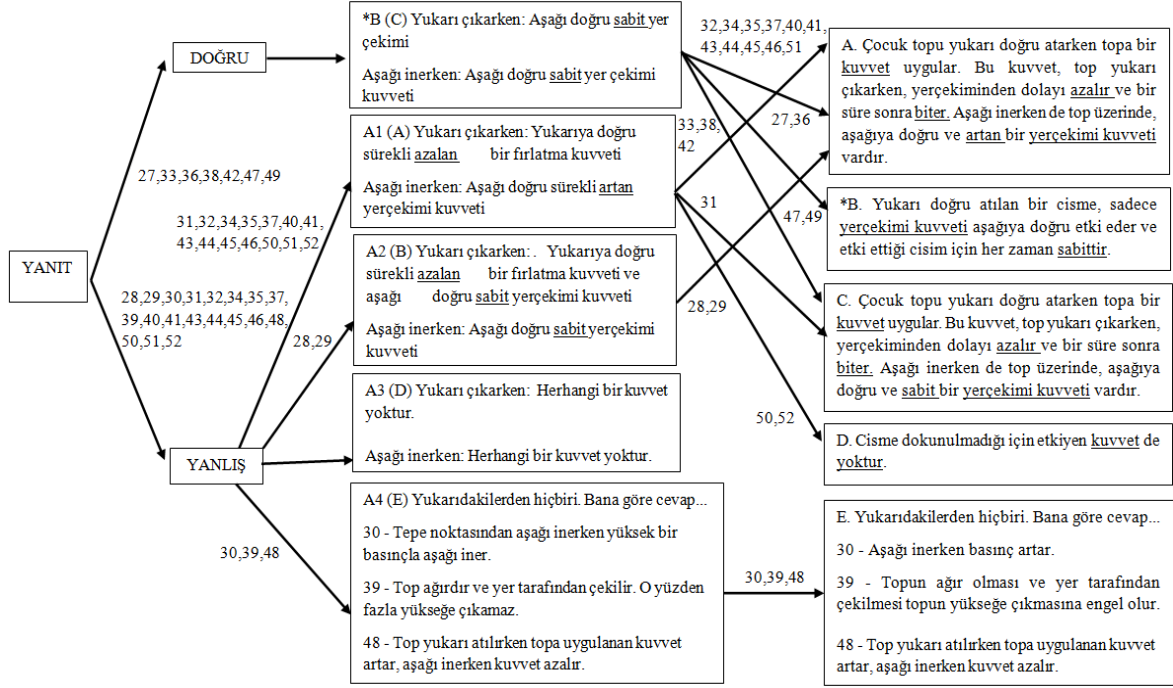 YANIT
DOĞRU
YANLIŞ
27,33,36,38,42,47,49
28,29,30,31,32,34,35,37,
39,40,41,43,44,45,46,48,
50,51,52
31,32,34,35,37,40,41,
43,44,45,46,50,51,52
28,29
30,39,48
*B (C) Yukarı çıkarken: Aşağı doğru sabit yer
çekimi
Aşağı inerken: Aşağı doğru sabit yer çekimi
kuvveti
A1 (A) Yukarı çıkarken: Yukarıya doğru
sürekli azalan bir fırlatma kuvveti
Aşağı inerken: Aşağı doğru sürekli artan
yerçekimi kuvveti
A2 (B) Yukarı çıkarken: . Yukarıya doğru
sürekli azalan bir fırlatma kuvveti ve
aşağı doğru sabit yerçekimi kuvveti
Aşağı inerken: Aşağı doğru sabit yerçekimi
kuvveti
A3 (D) Yukarı çıkarken: Herhangi bir kuvvet
yoktur.
Aşağı inerken: Herhangi bir kuvvet yoktur.
A4 (E) Yukarıdakilerden hiçbiri. Bana göre cevap...
30 - Tepe noktasından aşağı inerken yüksek bir
basınçla aşağı iner.
39 - Top ağırdır ve yer tarafından çekilir. O yüzden
fazla yükseğe çıkamaz.
48 - Top yukarı atılırken topa uygulanan kuvvet
artar, aşağı inerken kuvvet azalır.
32,34,35,37,40,41,
43,44,45,46,51
27,36
33,38,
42
31
47,49
28,29
50,52
30,39,48
A. Çocuk topu yukarı doğru atarken topa bir
kuvvet uygular. Bu kuvvet, top yukarı
çıkarken, yerçekiminden dolayı azalır ve bir
süre sonra biter. Aşağı inerken de top üzerinde,
aşağıya doğru ve artan bir yerçekimi kuvveti
vardır.
*B. Yukarı doğru atılan bir cisme, sadece
yerçekimi kuvveti aşağıya doğru etki eder ve
etki ettiği cisim için her zaman sabittir.
C. Çocuk topu yukarı doğru atarken topa bir
kuvvet uygular. Bu kuvvet, top yukarı çıkarken,
yerçekiminden dolayı azalır ve bir süre sonra
biter. Aşağı inerken de top üzerinde, aşağıya
doğru ve sabit bir yerçekimi kuvveti vardır.
D. Cisme dokunulmadığı için etkiyen kuvvet de
yoktur.
E. Yukarıdakilerden hiçbiri. Bana göre cevap...
30 - Aşağı inerken basınç artar.
39 - Topun ağır olması ve yer tarafından
çekilmesi topun yükseğe çıkmasına engel olur.
48 - Top yukarı atılırken topa uygulanan kuvvet
artar, aşağı inerken kuvvet azalır.